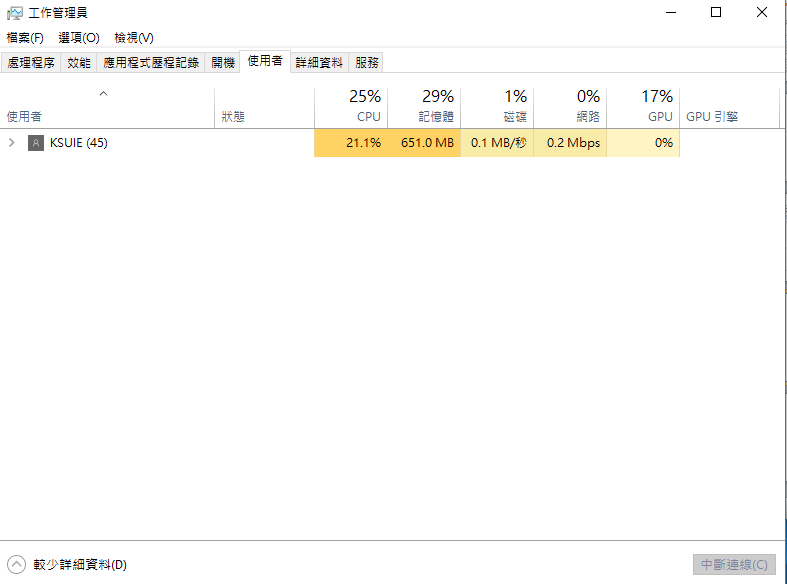 工作管理員
檔案(F) 選項(O) 檢視(V)
處理程序 效能 應用程式歷程記錄 開機 使用者 詳細資料 服務
25% 29% 1% 0% 17%
使用者 狀態 CPU 記憶體 磁碟 網路 GPU GPU 引擎
KSUIE (45) 21.1% 651.0 MB 0.1 MB/秒 0.2 Mbps 0%
較少詳細資料(D) 中斷連線(C)